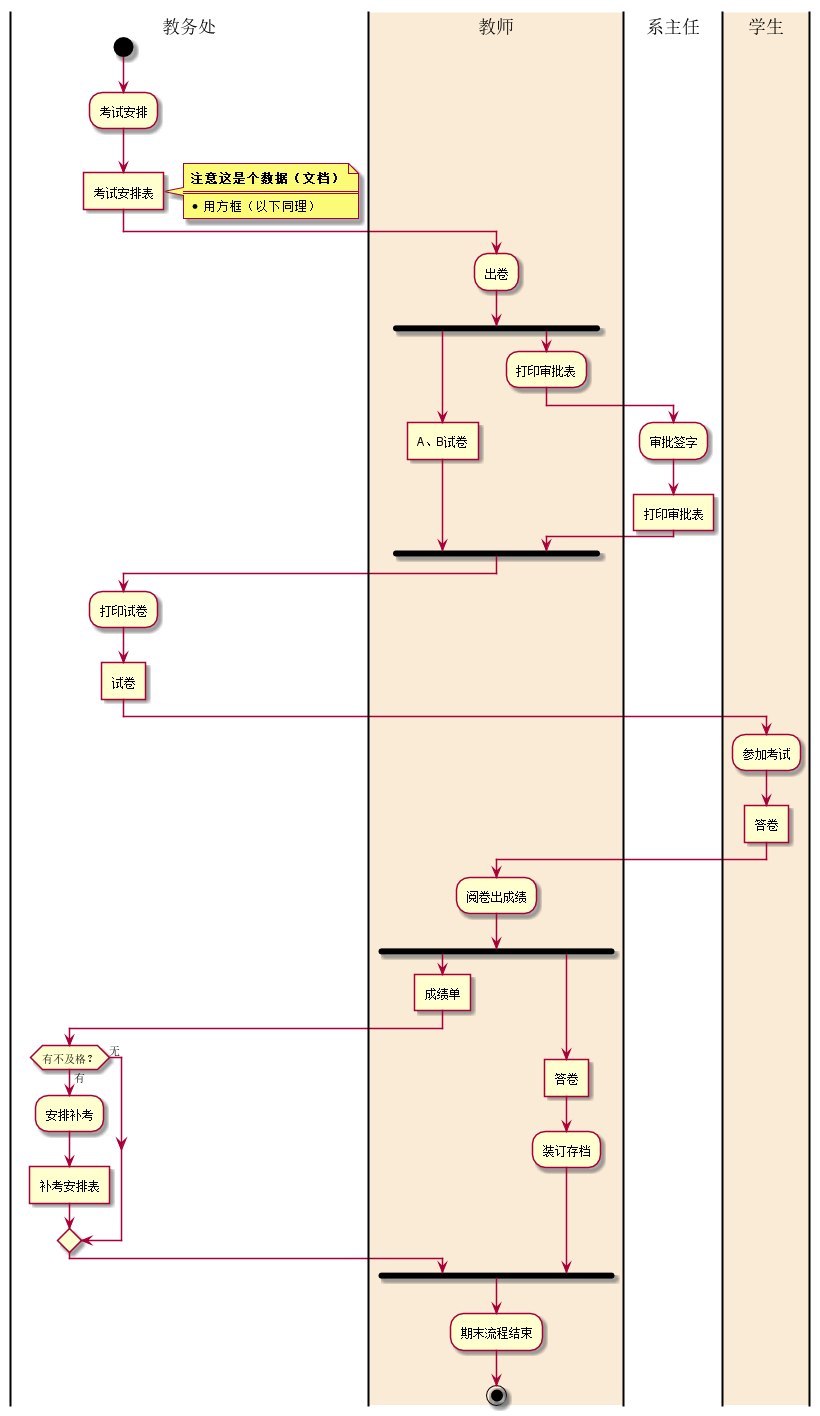 教务处
教师
系主任
学生
考试安排
考试安排表
注意这是个数据（文档）
• 用方框（以下同理）
出卷
打印审批表
A、B试卷
审批签字
打印审批表
打印试卷
试卷
参加考试
答卷
阅卷出成绩
成绩单
有不及格？
无
有
答卷
安排补考
装订存档
补考安排表
期末流程结束